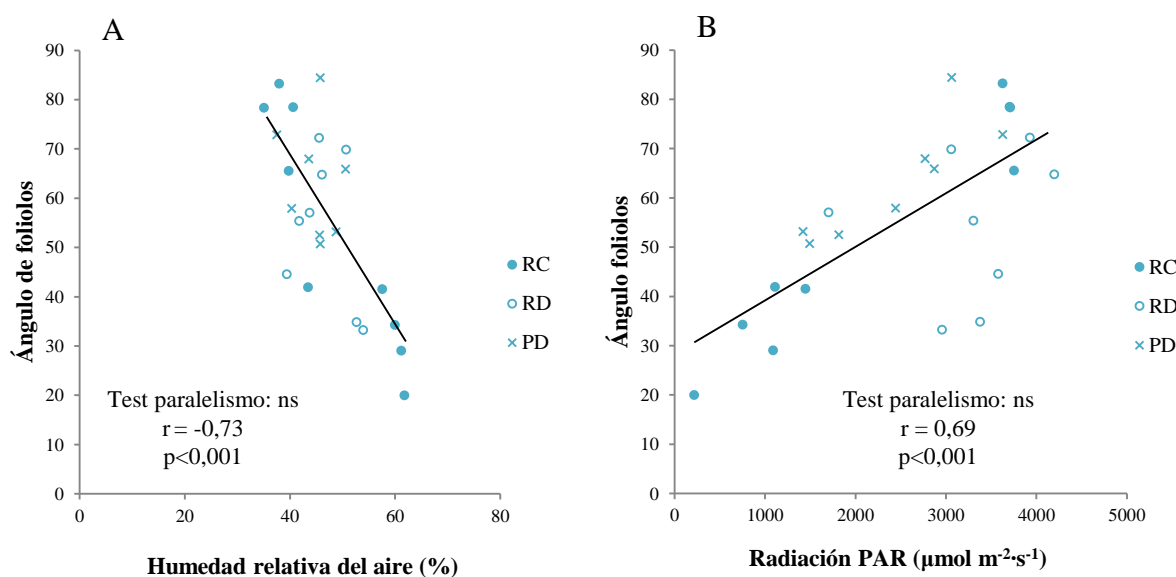 A
Ángulo de foliolos
90
80
70
60
50
40
30
20
10
0
0 20 40 60 80
Humedad relativa del aire (%)
RC
RD
PD
Test paralelismo: ns
r = -0,73
p<0,001
B
Ángulo foliolos
90
80
70
60
50
40
30
20
10
0
0 1000 2000 3000 4000 5000
Radiación PAR (µmol m⁻²·s⁻¹)
RC
RD
PD
Test paralelismo: ns
r = 0,69
p<0,001